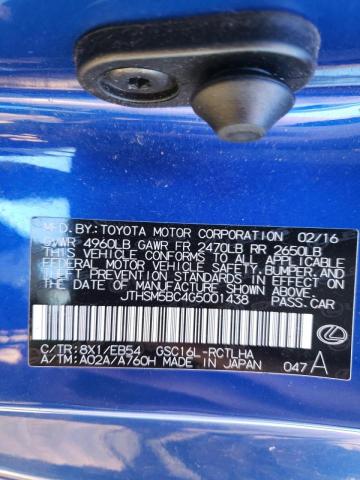 MFD. BY: TOYOTA MOTOR CORPORATION 02/16
GVWR 4960LB GAWR FR 2470LB RR 2650LB
THIS VEHICLE CONFORMS TO ALL APPLICABLE
FEDERAL MOTOR VEHICLE SAFETY, BUMPER, AND
THEFT PREVENTION STANDARDS IN EFFECT ON
THE DATE OF MANUFACTURE SHOWN ABOVE.
JTHSM5BC4G5001438 PASS. CAR
C/TR: 8X1/EB54 GSC16L-RCTLHA
A/TM: A02A/A760H MADE IN JAPAN 047 A